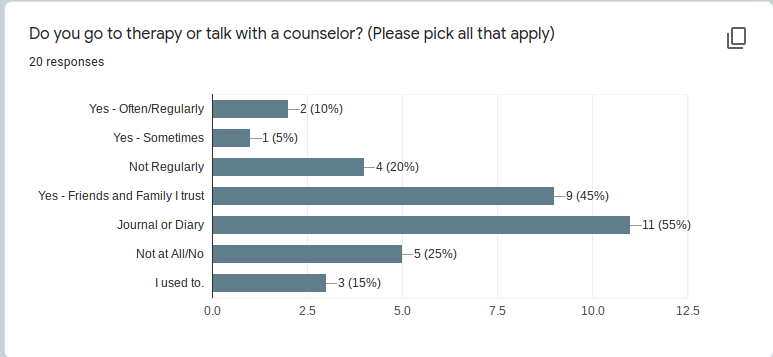 Do you go to therapy or talk with a counselor? (Please pick all that apply)
20 responses
Yes - Often/Regularly 2 (10%)
Yes - Sometimes 1 (5%)
Not Regularly 4 (20%)
Yes - Friends and Family I trust 9 (45%)
Journal or Diary 11 (55%)
Not at All/No 5 (25%)
I used to. 3 (15%)
0.0 2.5 5.0 7.5 10.0 12.5